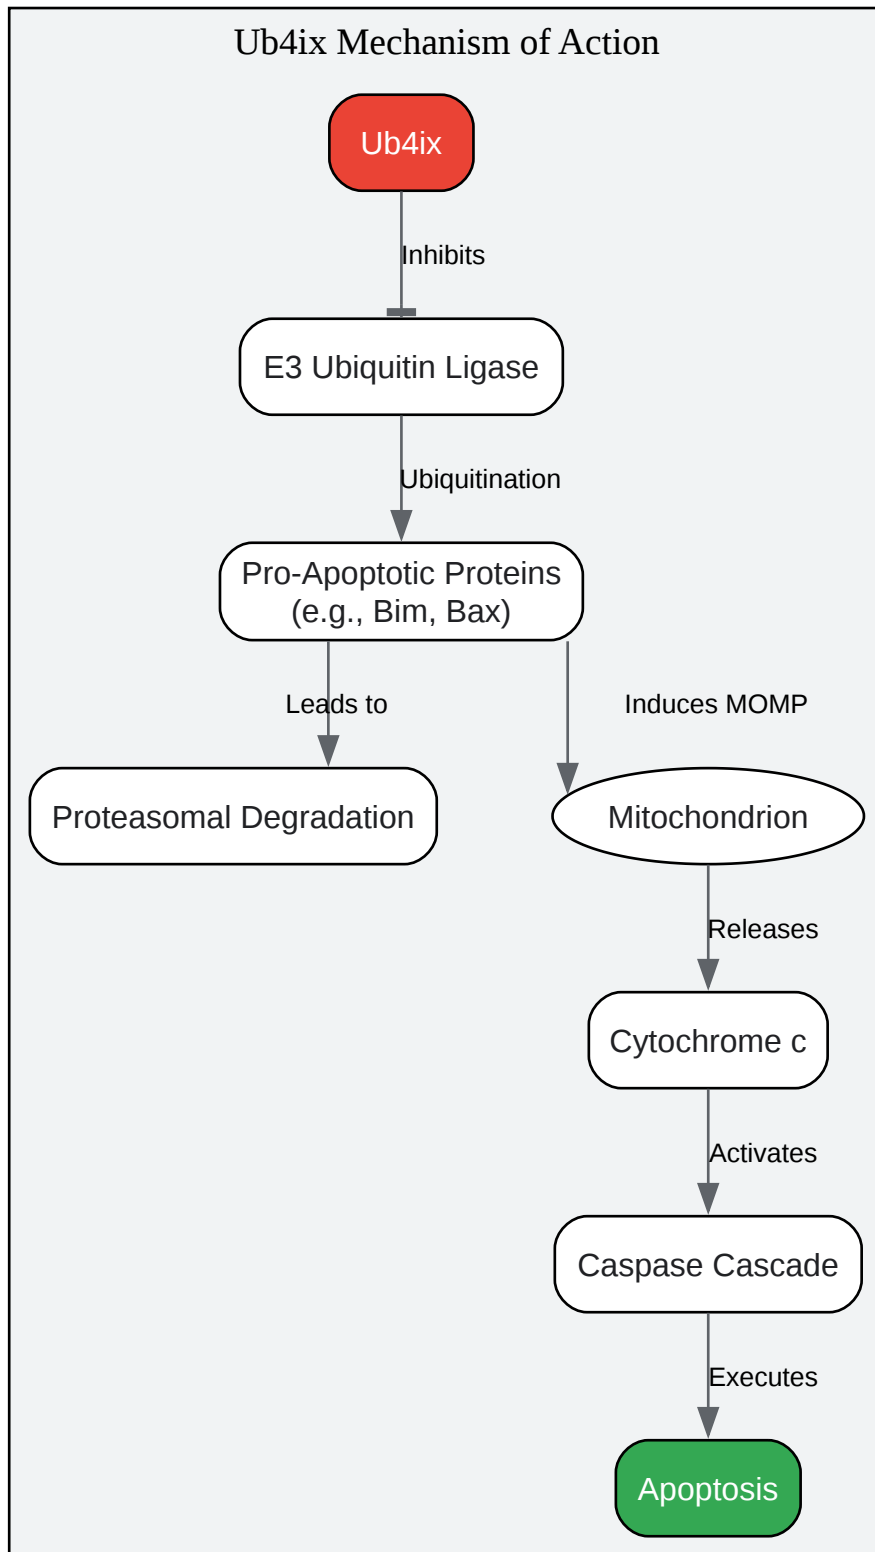 Ub4ix Mechanism of Action
Ub4ix
Inhibits
E3 Ubiquitin Ligase
Ubiquitination
Pro-Apoptotic Proteins
(e.g., Bim, Bax)
Leads to
Induces MOMP
Proteasomal Degradation
Mitochondrion
Releases
Cytochrome c
Activates
Caspase Cascade
Executes
Apoptosis